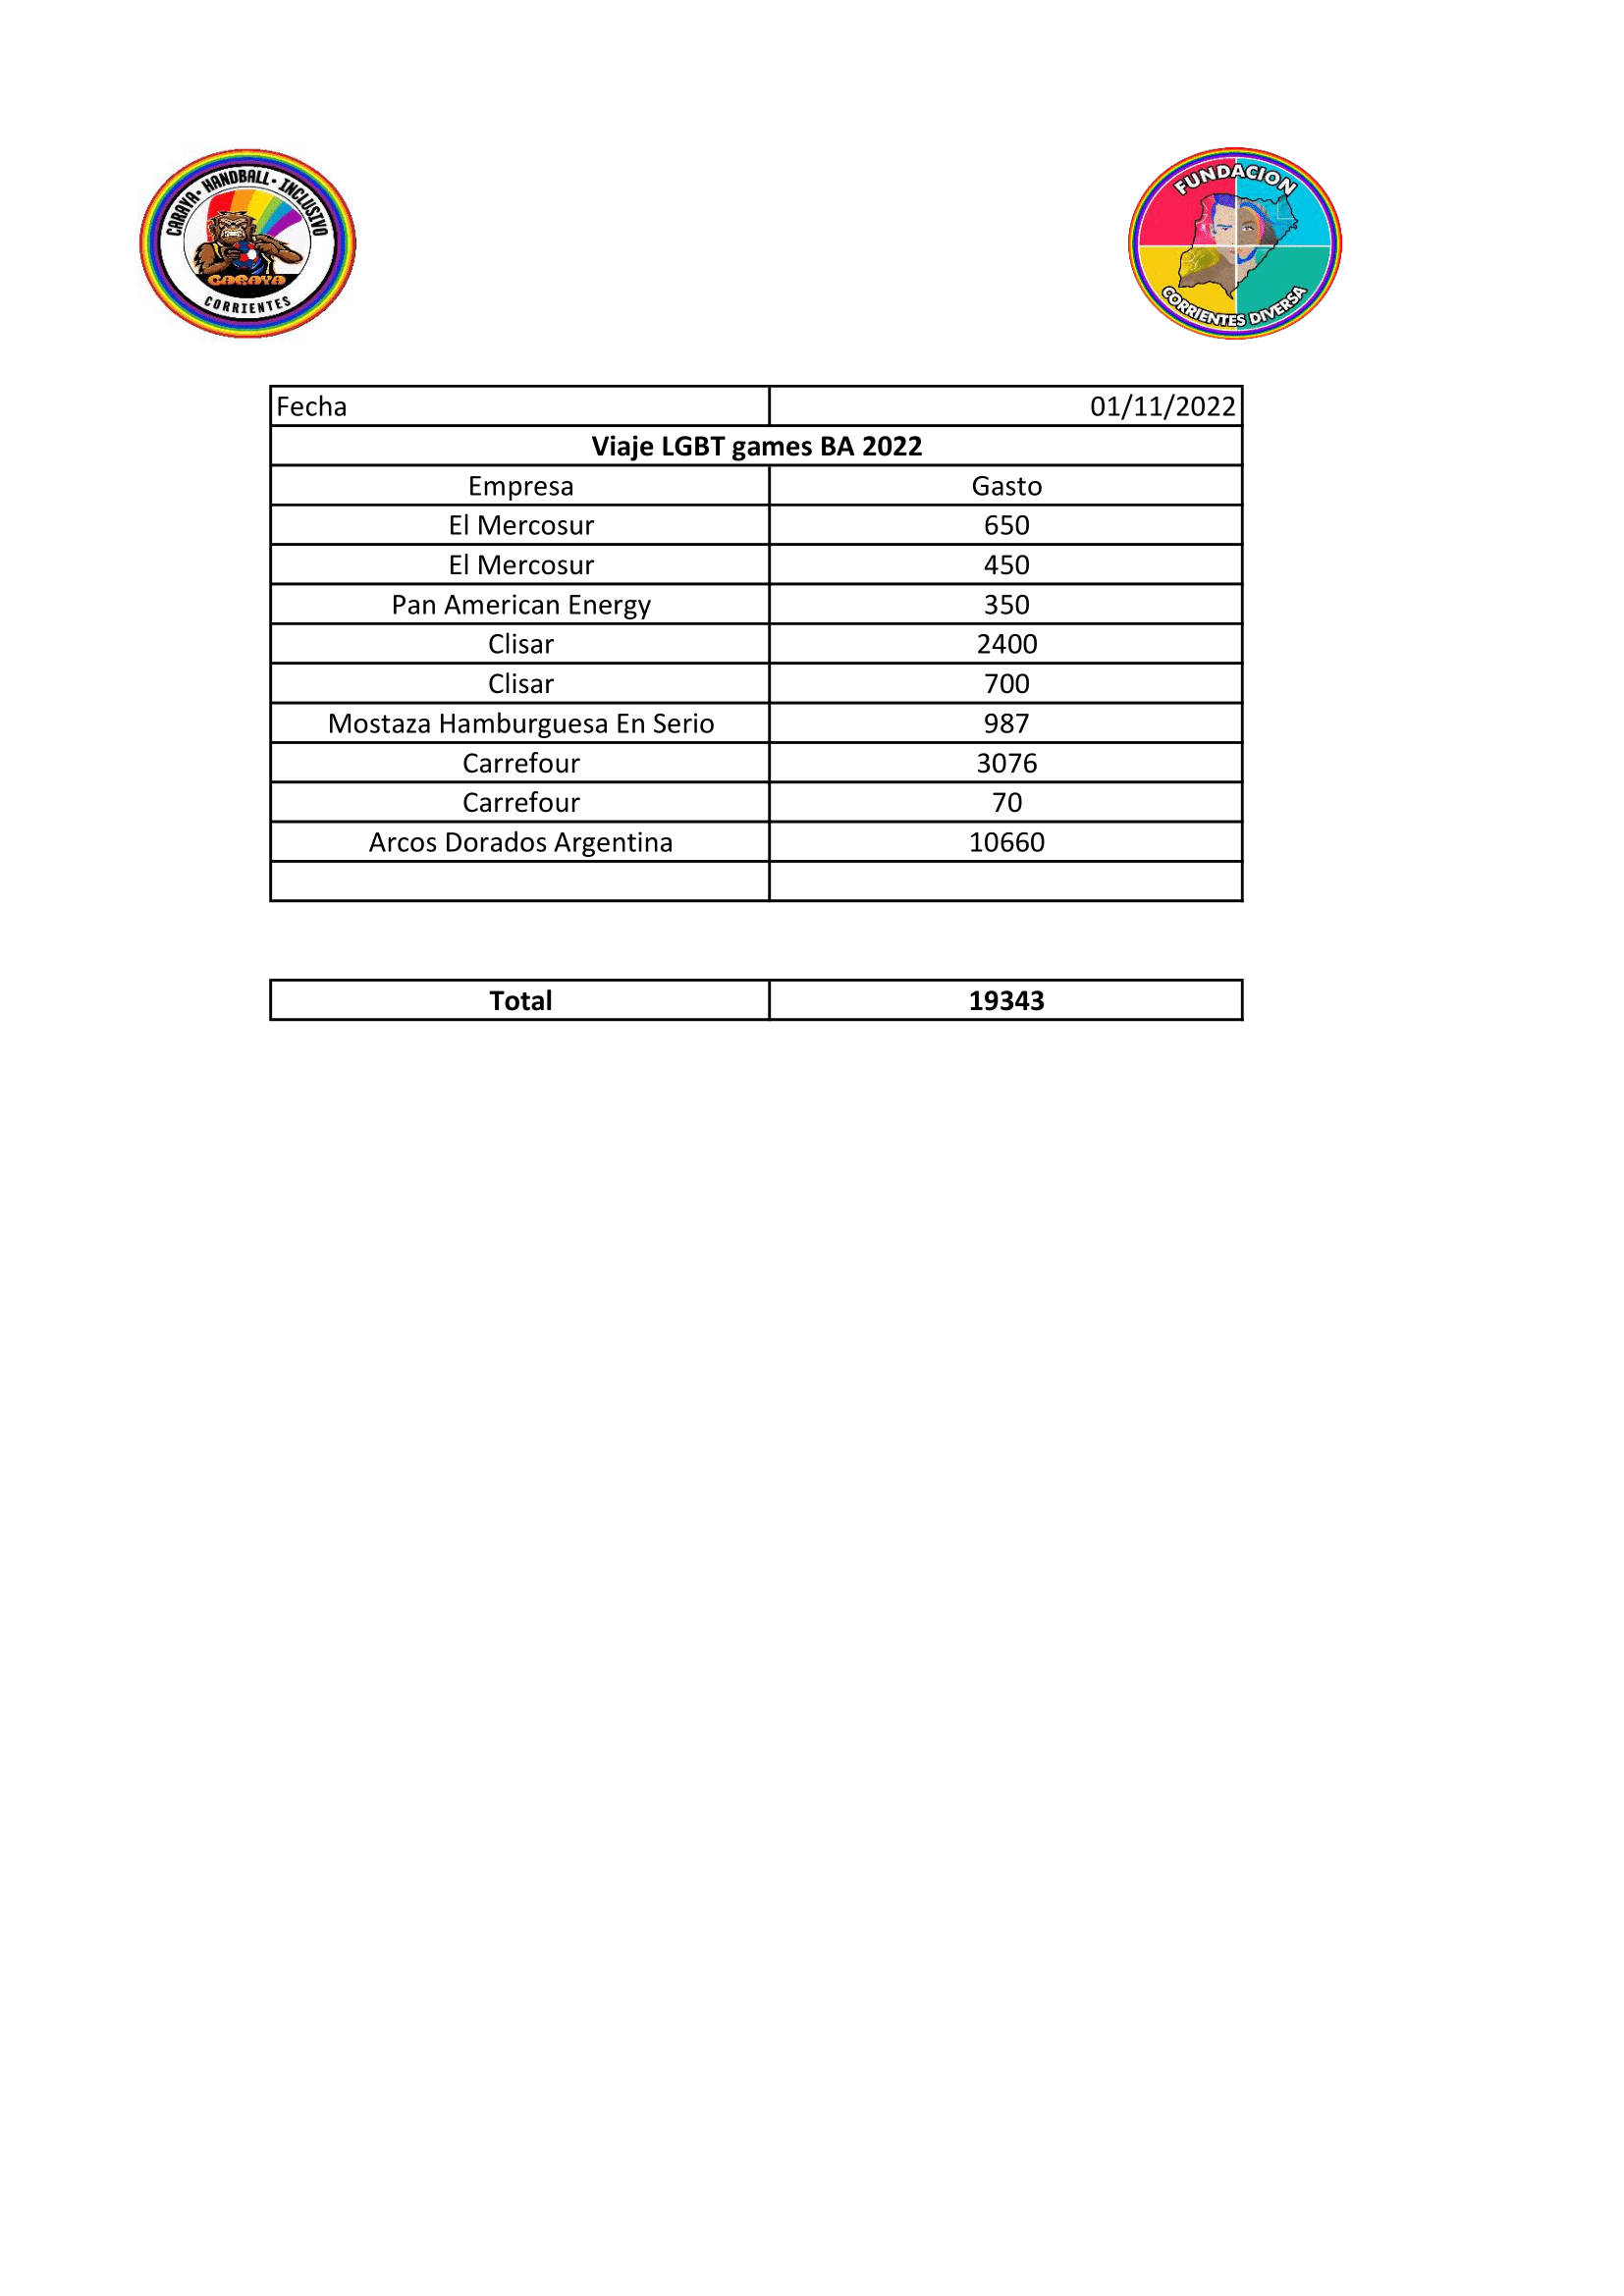 CARAYA • HANDBALL • INCLUSIVO
CARAYA
CORRIENTES
FUNDACION
CORRIENTES DIVERSA
Fecha 01/11/2022
Viaje LGBT games BA 2022
Empresa Gasto
El Mercosur 650
El Mercosur 450
Pan American Energy 350
Clisar 2400
Clisar 700
Mostaza Hamburguesa En Serio 987
Carrefour 3076
Carrefour 70
Arcos Dorados Argentina 10660
Total 19343